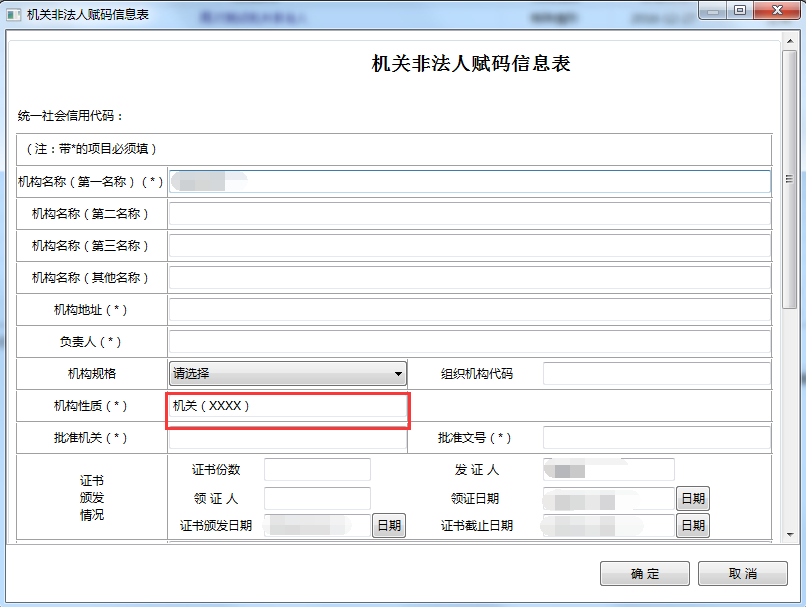 机关非法人赋码信息表
机关非法人赋码信息表
统一社会信用代码：
（注：带*的项目必须填）
机构名称（第一名称）（*）
机构名称（第二名称）
机构名称（第三名称）
机构名称（其他名称）
机构地址（*）
负责人（*）
机构规格 请选择 组织机构代码
机构性质（*） 机关（XXXX）
批准机关（*） 批准文号（*）
证书颁发情况
证书份数 发 证 人
领 证 人 领证日期 日期
证书颁发日期 日期 证书截止日期 日期
确 定 取 消